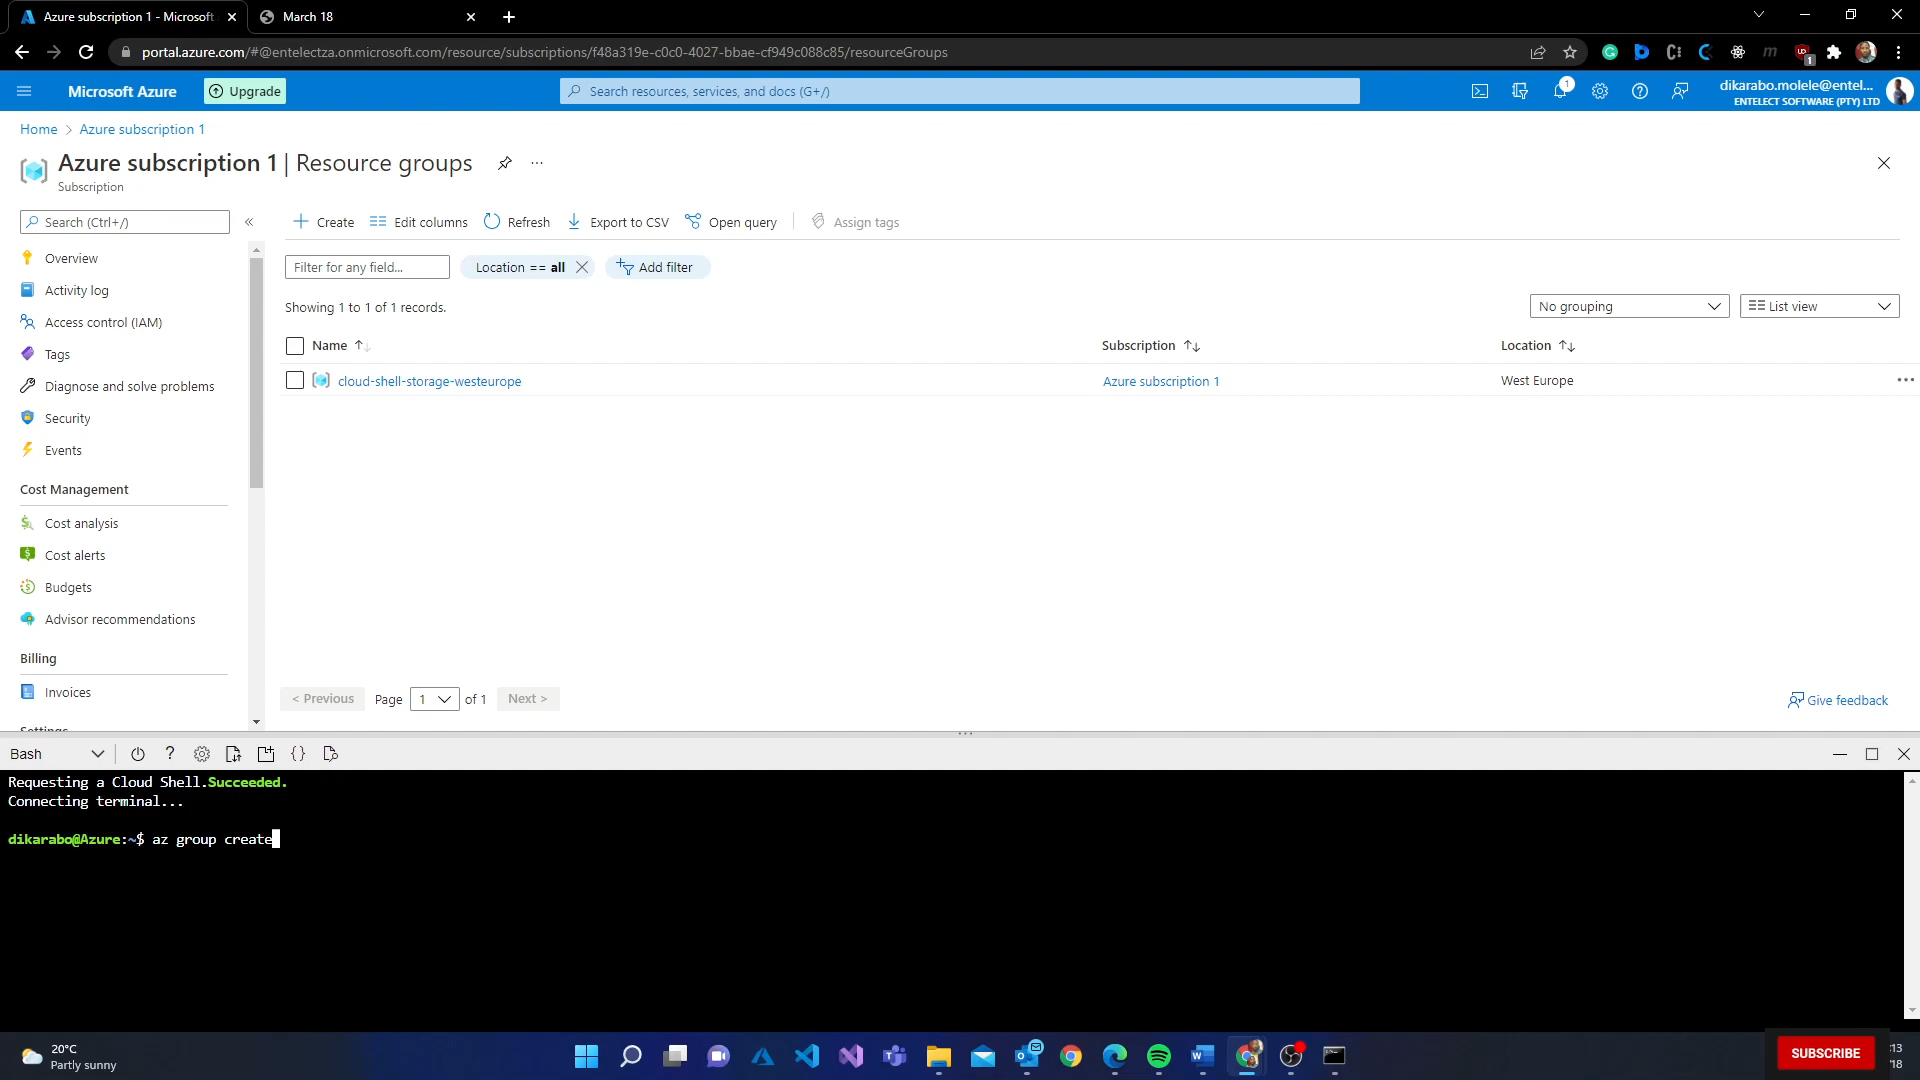 Azure subscription 1 - Microsoft
March 18
portal.azure.com/#@entelectza.onmicrosoft.com/resource/subscriptions/f48a319e-c0c0-4027-bbae-cf949c088c85/resourceGroups
1
Microsoft Azure
Upgrade
Search resources, services, and docs (G+/)
1
dikarabo.molele@entel...
ENTELECT SOFTWARE (PTY) LTD
Home > Azure subscription 1
Azure subscription 1 | Resource groups
...
Subscription
Search (Ctrl+/)
Create
Edit columns
Refresh
Export to CSV
Open query
Assign tags
Overview
Activity log
Access control (IAM)
Tags
Diagnose and solve problems
Security
Events
Cost Management
Cost analysis
Cost alerts
Budgets
Advisor recommendations
Billing
Invoices
Settings
Filter for any field...
Location == all
Add filter
Showing 1 to 1 of 1 records.
No grouping
List view
Name
Subscription
Location
cloud-shell-storage-westeurope
Azure subscription 1
West Europe
< Previous
Page 1 of 1
Next >
Give feedback
Bash
Requesting a Cloud Shell.Succeeded.
Connecting terminal...
dikarabo@Azure:~$ az group create
20°C
Partly sunny
SUBSCRIBE